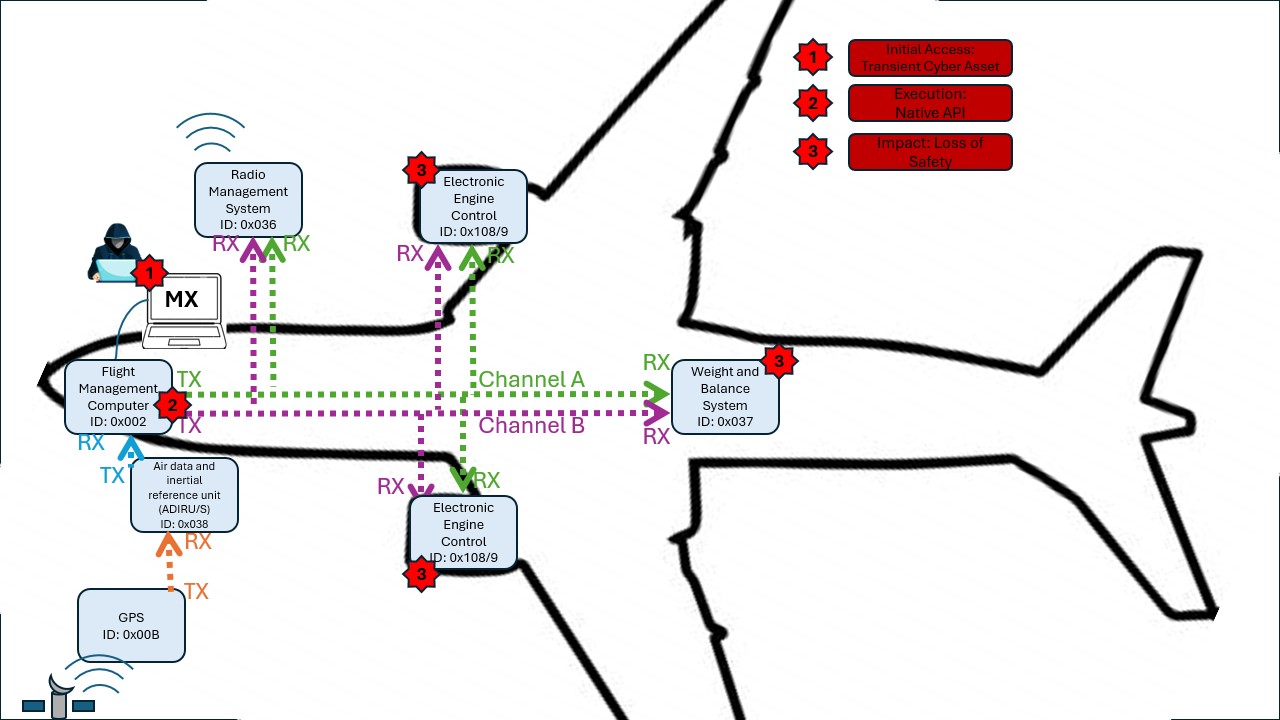 1
Initial Access:
Transient Cyber Asset
2
Execution:
Native API
3
Impact: Loss of
Safety
Radio
Management
System
ID: 0x036
RX
RX
3
Electronic
Engine
Control
ID: 0x108/9
RX
RX
1
MX
Flight
Management
Computer
ID: 0x002
2
TX
TX
Channel A
Channel B
RX
RX
3
Weight and
Balance
System
ID: 0x037
RX
TX
Air data and
inertial
reference unit
(ADIRU/S)
ID: 0x038
RX
TX
RX
RX
Electronic
Engine
Control
ID: 0x108/9
3
GPS
ID: 0x00B